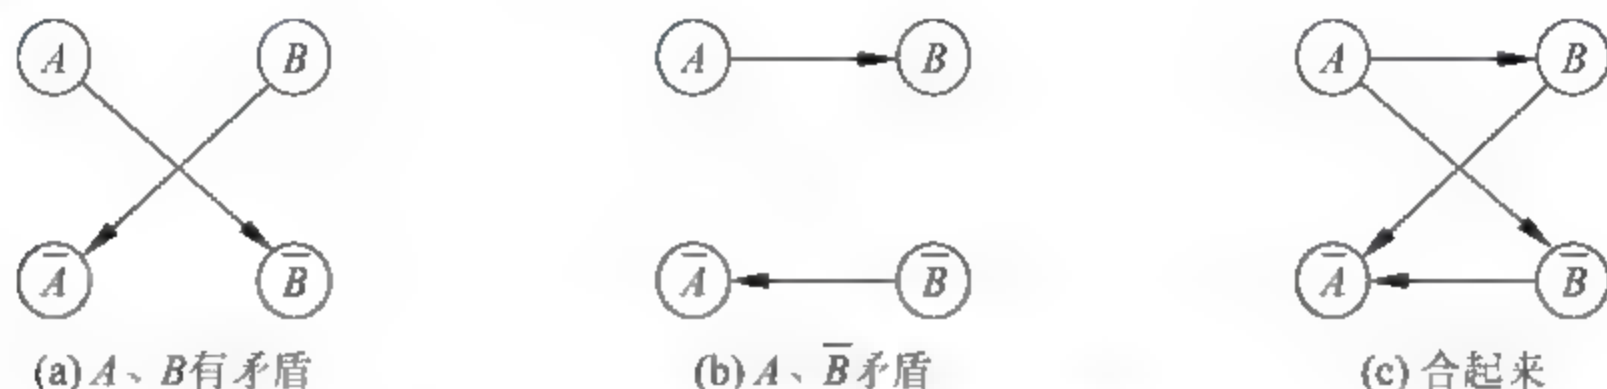 A B A B A B
A̅ B̅ A̅ B̅ A̅ B̅
(a) A、B有矛盾 (b) A、B̅矛盾 (c) 合起来